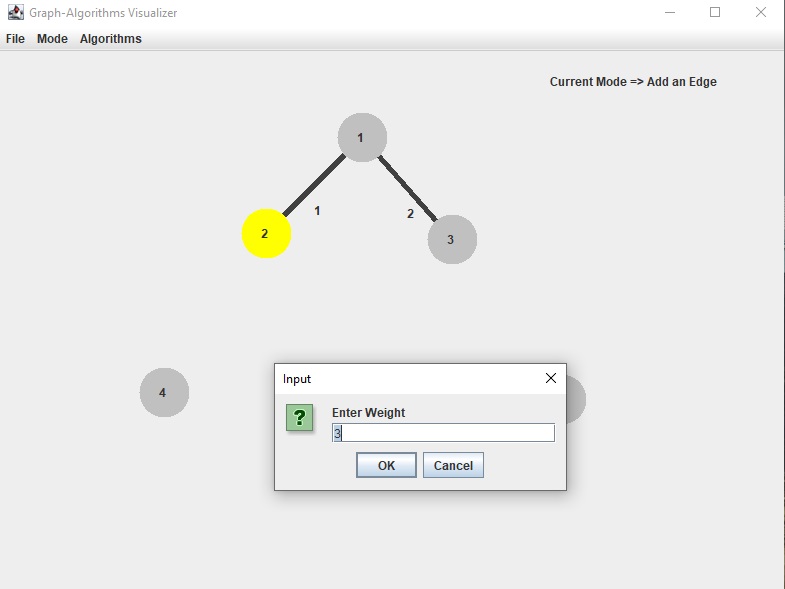 Graph-Algorithms Visualizer
File Mode Algorithms
Current Mode => Add an Edge
1
1
2
2
3
4
Input
?
Enter Weight
3
OK Cancel